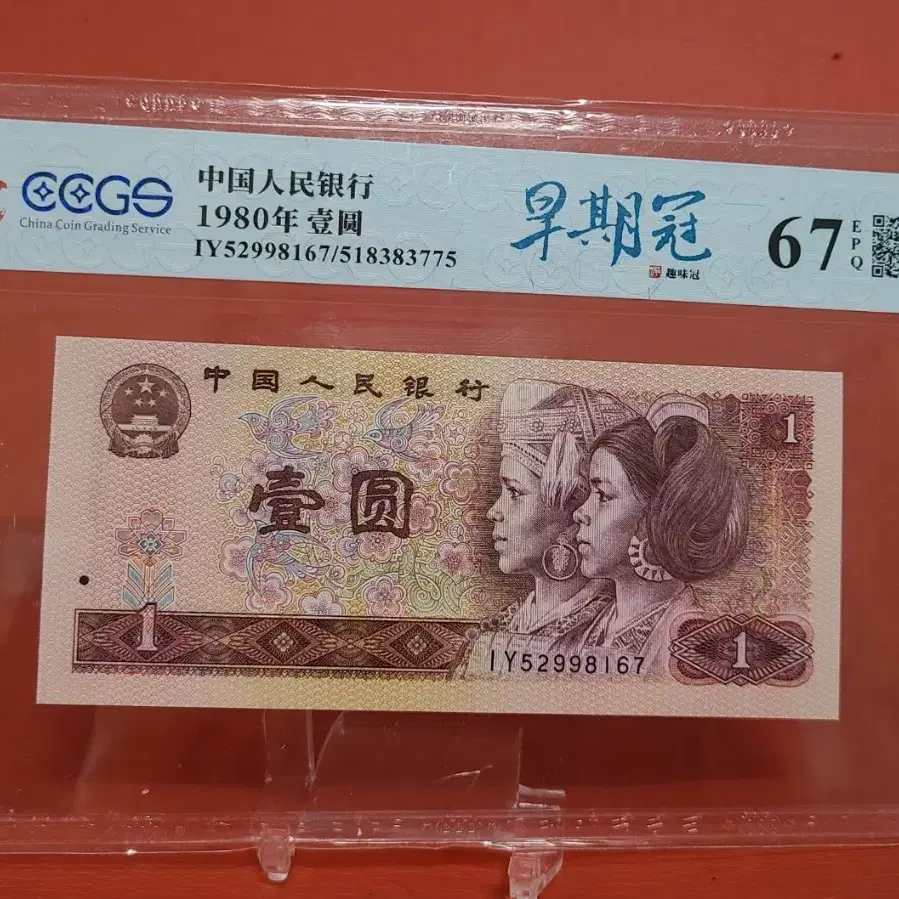 CCGS
China Coin Grading Service
中国人民银行
1980年 壹圆
IY52998167/518383775
早期冠
趣味冠
67
EPQ
中国人民银行
1
壹圆
1
IY52998167
1